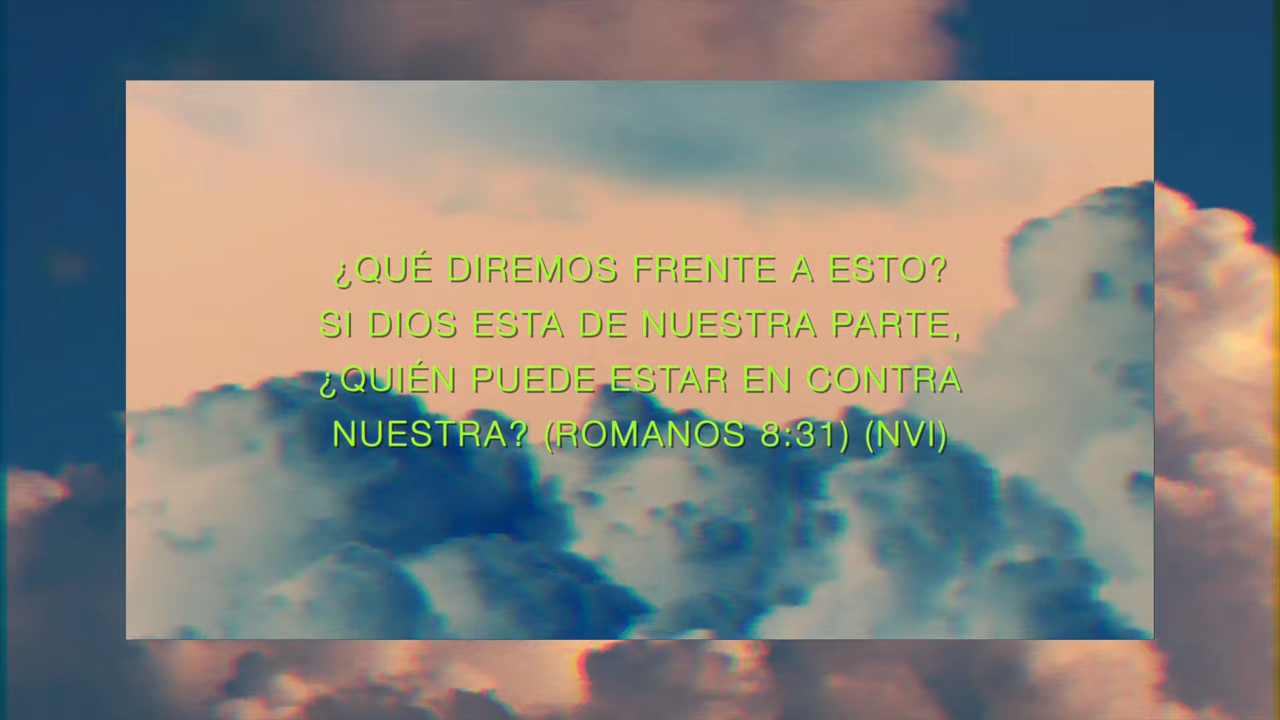 ¿QUÉ DIREMOS FRENTE A ESTO?
SI DIOS ESTA DE NUESTRA PARTE,
¿QUIÉN PUEDE ESTAR EN CONTRA
NUESTRA? (ROMANOS 8:31) (NVI)